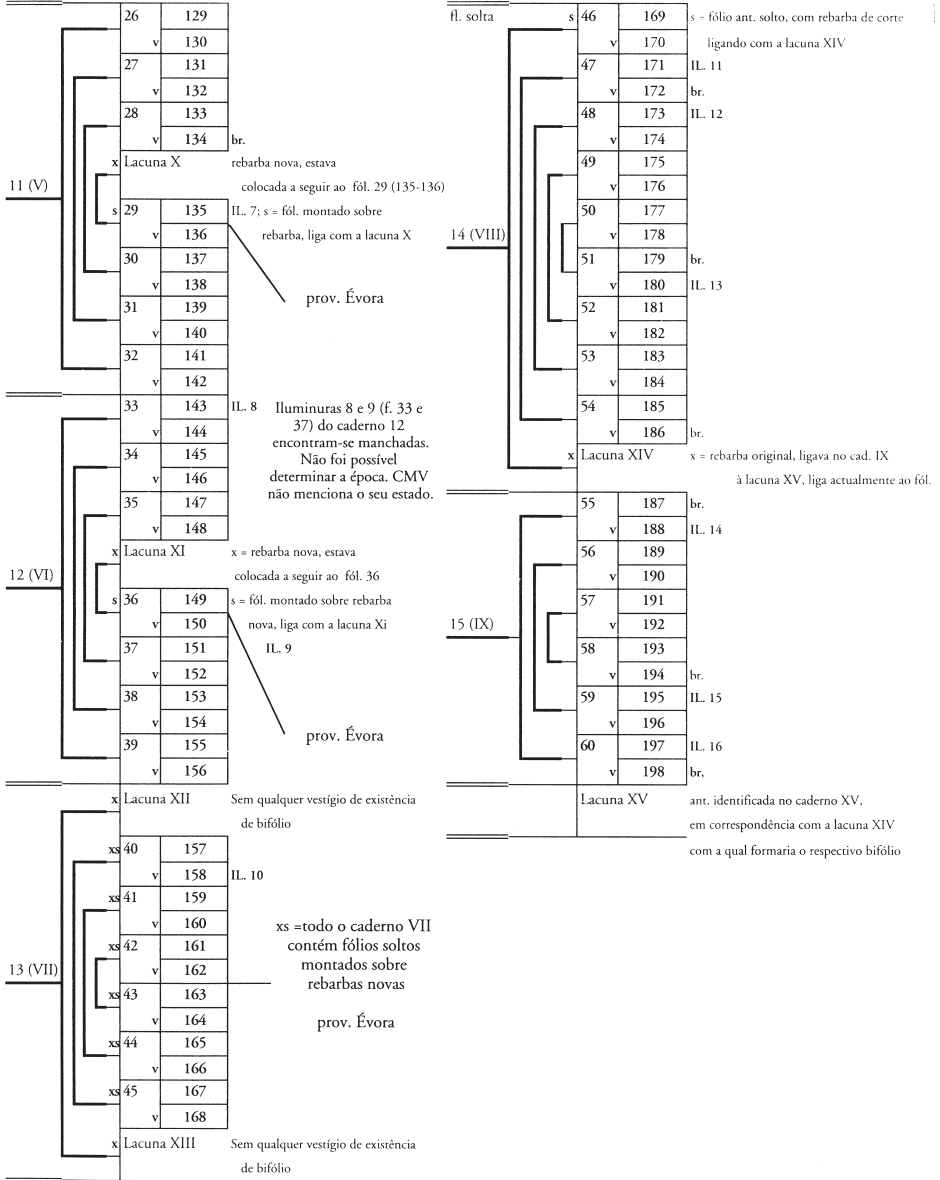 26 129
v 130
27 131
v 132
28 133
v 134 br.
x Lacuna X rebarba nova, estava
colocada a seguir ao fól. 29 (135-136)
11 (V)
s 29 135 IL. 7; s = fól. montado sobre
v 136 rebarba, liga com a lacuna X
30 137
v 138
prov. Évora
31 139
v 140
32 141
v 142
33 143 IL. 8
v 144
Iluminuras 8 e 9 (f. 33 e
37) do caderno 12
encontram-se manchadas.
Não foi possível
determinar a época. CMV
não menciona o seu estado.
34 145
v 146
35 147
v 148
x Lacuna XI x = rebarba nova, estava
colocada a seguir ao fól. 36
12 (VI)
s 36 149 s = fól. montado sobre rebarba
v 150 nova, liga com a lacuna Xi
37 151 IL. 9
v 152
38 153
v 154
prov. Évora
39 155
v 156
x Lacuna XII Sem qualquer vestígio de existência
de bifólio
xs 40 157
v 158 IL. 10
xs 41 159
v 160
xs 42 161
v 162
13 (VII)
xs 43 163
v 164
xs =todo o caderno VII
contém fólios soltos
montados sobre
rebarbas novas
prov. Évora
xs 44 165
v 166
xs 45 167
v 168
x Lacuna XIII Sem qualquer vestígio de existência
de bifólio
fl. solta s 46 169 s = fólio ant. solto, com rebarba de corte
v 170 ligando com a lacuna XIV
47 171 IL. 11
v 172 br.
48 173 IL. 12
v 174
49 175
v 176
50 177
v 178
14 (VIII)
51 179 br.
v 180 IL. 13
52 181
v 182
53 183
v 184
54 185
v 186 br.
x Lacuna XIV x = rebarba original, ligava no cad. IX
à lacuna XV, liga actualmente ao fól.
55 187 br.
v 188 IL. 14
56 189
v 190
57 191
v 192
15 (IX)
58 193
v 194 br.
59 195 IL. 15
v 196
60 197 IL. 16
v 198 br,
Lacuna XV ant. identificada no caderno XV,
em correspondência com a lacuna XIV
com a qual formaria o respectivo bifólio